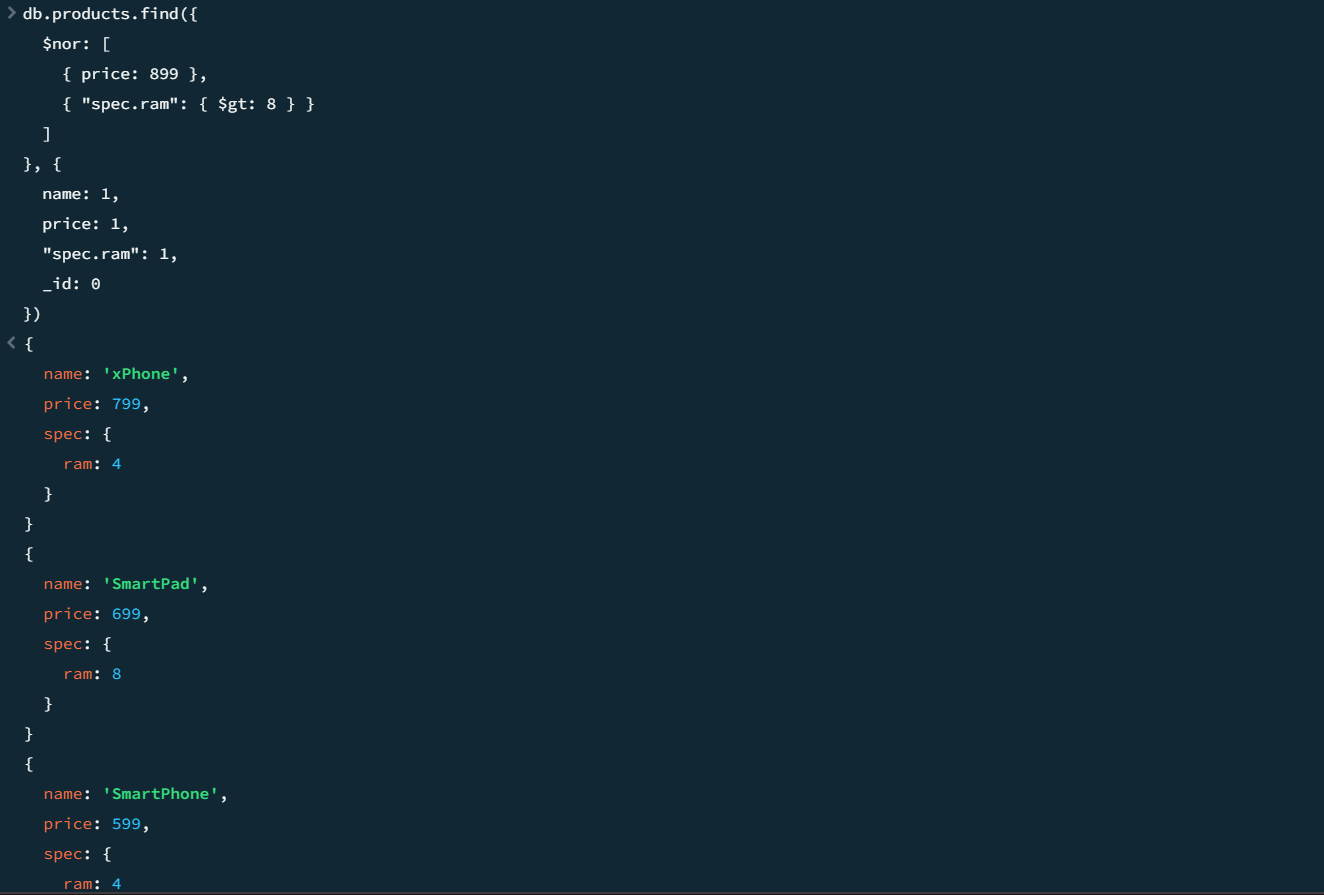 db.products.find({
$nor: [
{ price: 899 },
{ "spec.ram": { $gt: 8 } }
]
}, {
name: 1,
price: 1,
"spec.ram": 1,
_id: 0
})
{
name: 'xPhone',
price: 799,
spec: {
ram: 4
}
}
{
name: 'SmartPad',
price: 699,
spec: {
ram: 8
}
}
{
name: 'SmartPhone',
price: 599,
spec: {
ram: 4